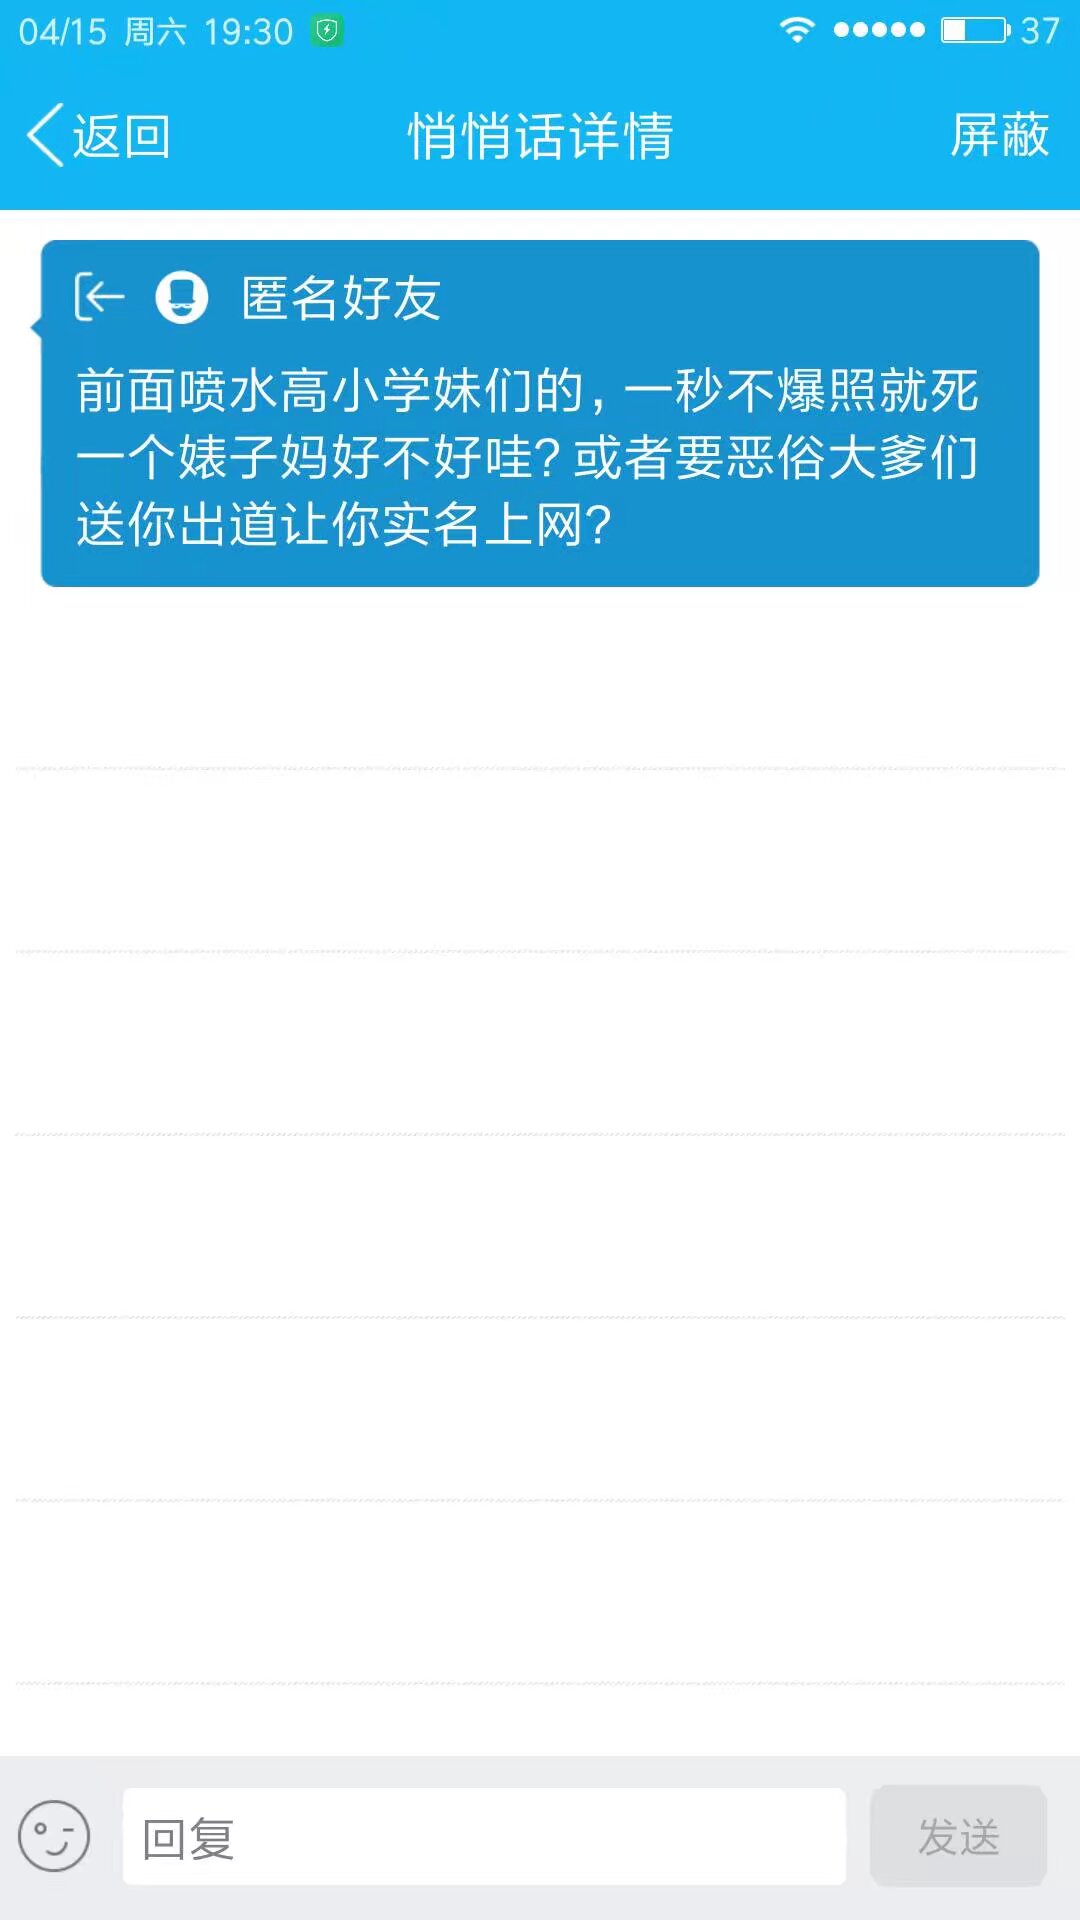 04/15 周六 19:30 37
返回 悄悄话详情 屏蔽
匿名好友
前面喷水高小学妹们的,一秒不爆照就死
一个婊子妈好不好哇?或者要恶俗大爹们
送你出道让你实名上网?
回复 发送